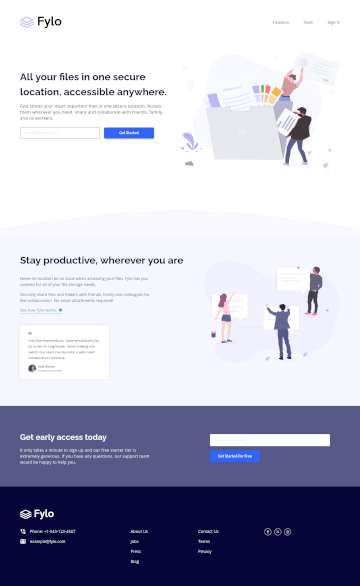 Fylo
Features Team Sign In
All your files in one secure
location, accessible anywhere.
Fylo stores your most important files in one secure location. Access
them wherever you need, share and collaborate with friends, family,
and co-workers.
Get Started
Stay productive, wherever you are
Never let location be an issue when accessing your files. Fylo has you
covered for all of your file storage needs.
Securely share files and folders with friends, family and colleagues for
live collaboration. No email attachments required!
See how Fylo works
Fylo has improved our team productivity by
an order of magnitude. Since making the
switch our team has become a well-oiled
collaboration machine.
Get early access today
It only takes a minute to sign up and our free starter tier is
extremely generous. If you have any questions, our support team
would be happy to help you.
Get Started For Free
Fylo
Phone: +1-543-123-4567
example@fylo.com
About Us
Jobs
Press
Blog
Contact Us
Terms
Privacy